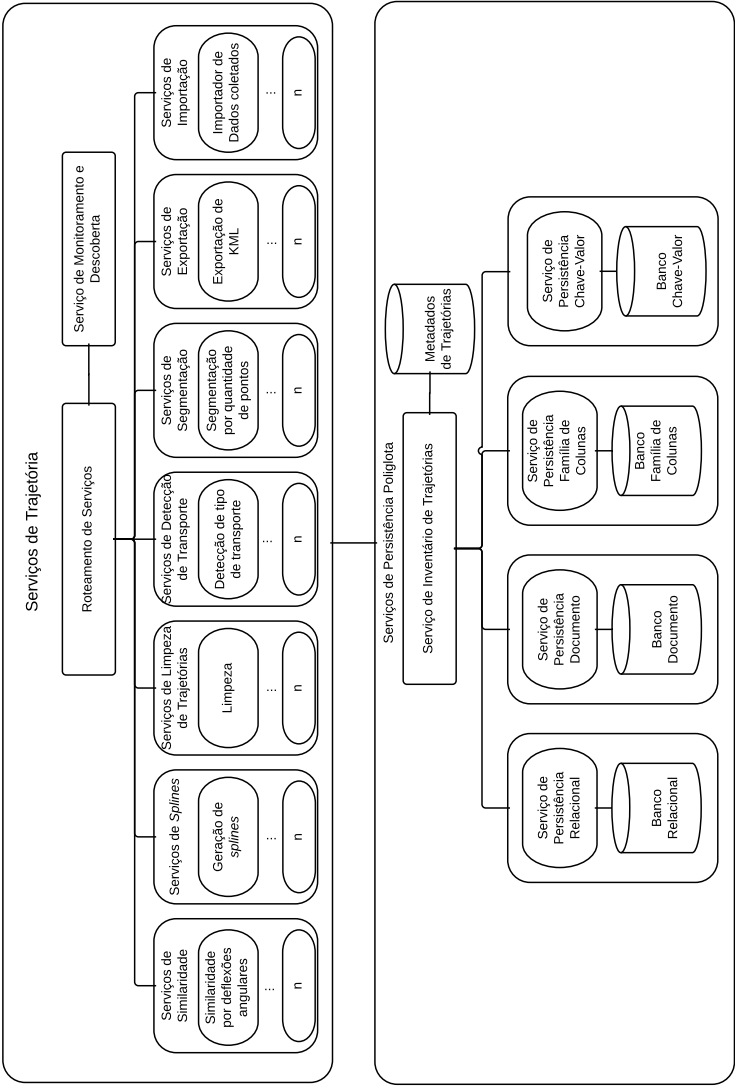 Serviços de Trajetória
Roteamento de Serviços
Serviço de Monitoramento e
Descoberta
Serviços de
Similaridade
Similaridade
por deflexões
angulares
...
n
Serviços de Splines
Geração de
splines
...
n
Serviços de Limpeza
de Trajetórias
Limpeza
...
n
Serviços de Detecção
de Transporte
Detecção de tipo
de transporte
...
n
Serviços de
Segmentação
Segmentação
por quantidade
de pontos
...
n
Serviços de
Exportação
Exportação de
KML
...
n
Serviços de
Importação
Importador de
Dados coletados
...
n
Serviços de Persistência Poliglota
Serviço de Inventário de Trajetórias
Metadados
de Trajetórias
Serviço de
Persistência
Relacional
Banco
Relacional
Serviço de
Persistência
Documento
Banco
Documento
Serviço de
Persistência
Família de
Colunas
Banco
Família de
Colunas
Serviço de
Persistência
Chave-Valor
Banco
Chave-Valor